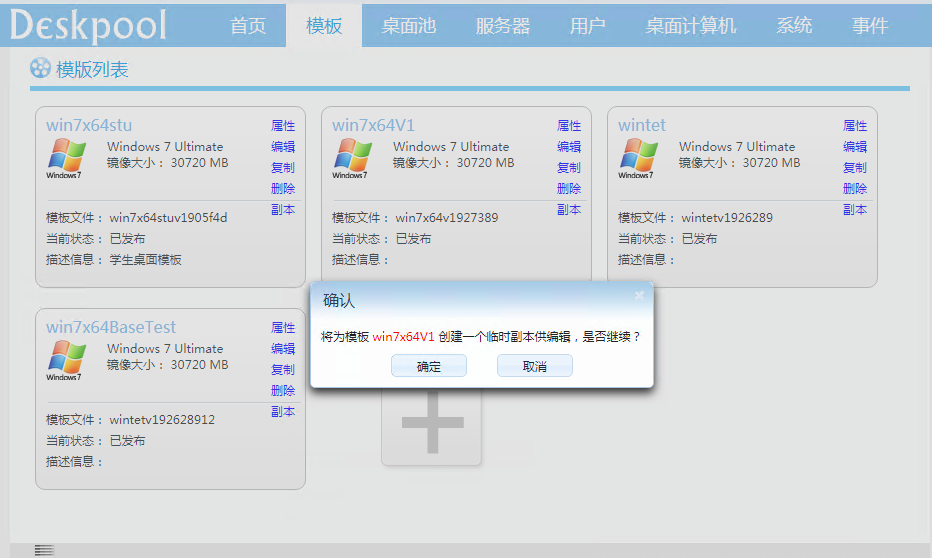 Deskpool 首页 模板 桌面池 服务器 用户 桌面计算机 系统 事件
模版列表
win7x64stu
Windows 7 Ultimate
镜像大小： 30720 MB
Windows 7
属性
编辑
复制
删除
副本
模板文件： win7x64stuv1905f4d
当前状态： 已发布
描述信息： 学生桌面模板
win7x64V1
Windows 7 Ultimate
镜像大小： 30720 MB
Windows 7
属性
编辑
复制
删除
副本
模板文件： win7x64v1927389
当前状态： 已发布
描述信息：
wintet
Windows 7 Ultimate
镜像大小： 30720 MB
Windows 7
属性
编辑
复制
删除
副本
模板文件： wintetv1926289
当前状态： 已发布
描述信息：
win7x64BaseTest
Windows 7 Ultimate
镜像大小： 30720 MB
Windows 7
属性
编辑
复制
删除
副本
模板文件： wintetv192628912
当前状态： 已发布
描述信息：
确认
将为模板 win7x64V1 创建一个临时副本供编辑，是否继续？
确定 取消